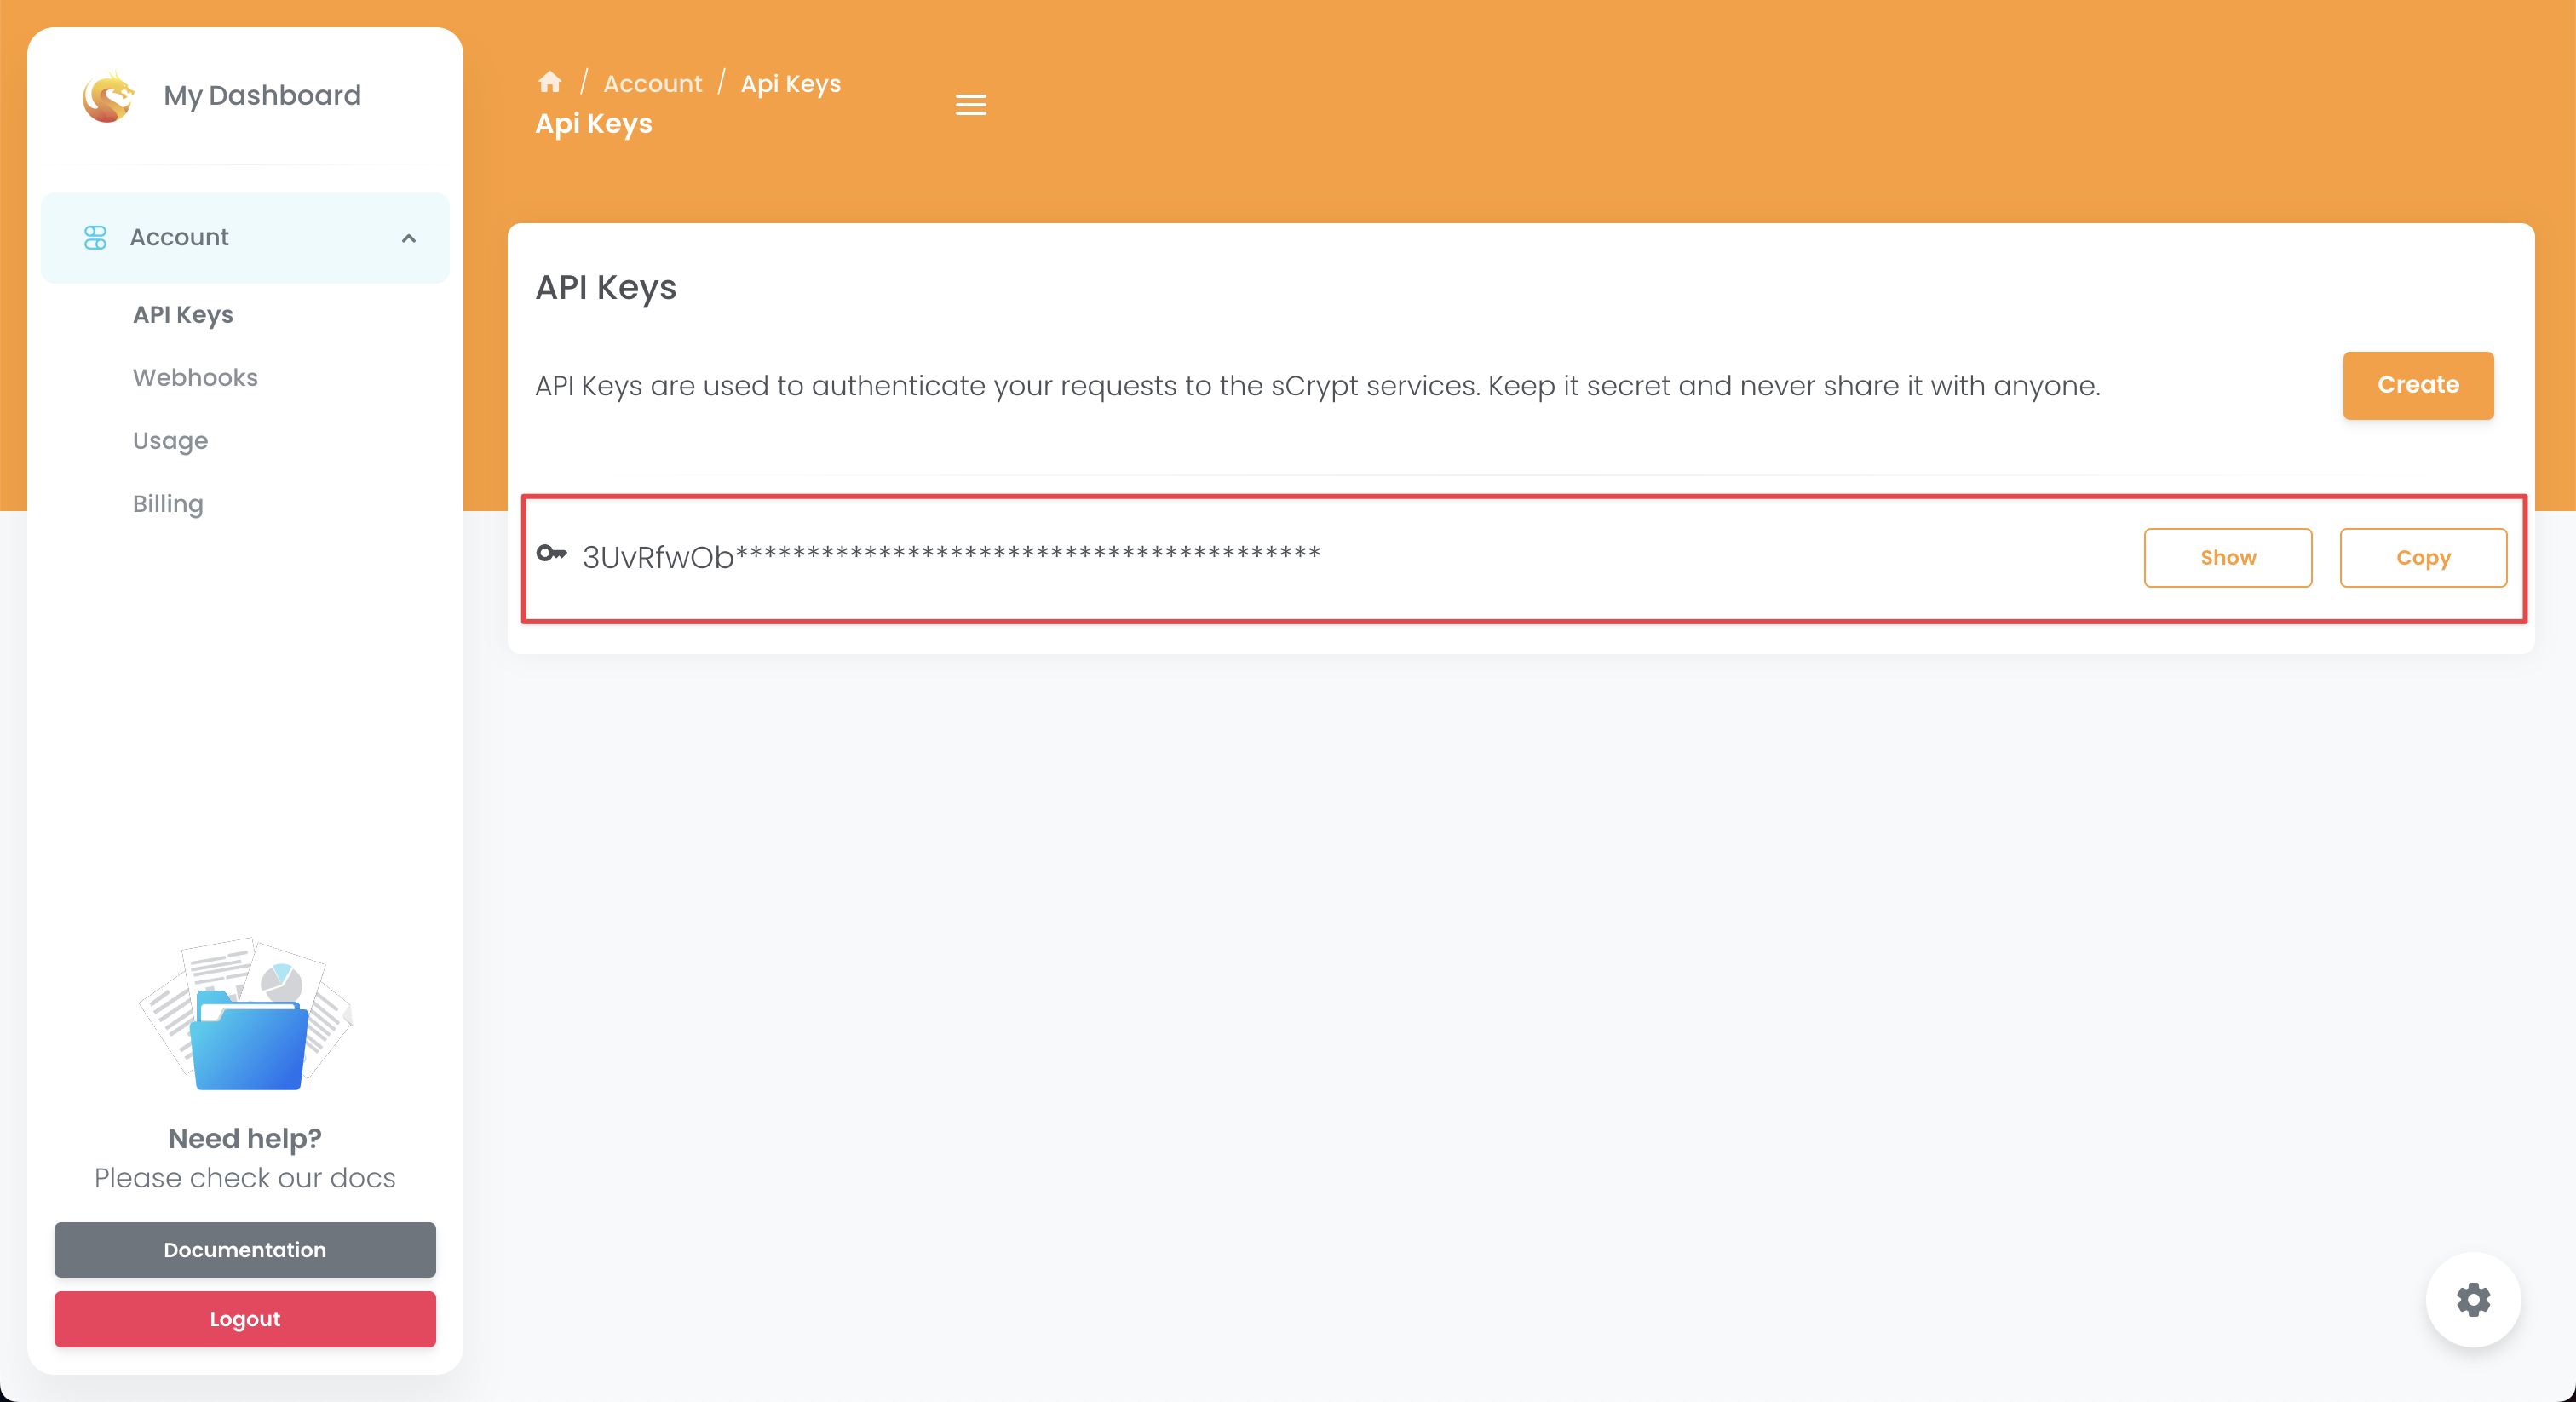 My Dashboard
Account
API Keys
Webhooks
Usage
Billing
Need help?
Please check our docs
Documentation
Logout
/ Account / Api Keys
Api Keys
API Keys
API Keys are used to authenticate your requests to the sCrypt services. Keep it secret and never share it with anyone.
Create
3UvRfwOb*****************************************
Show
Copy